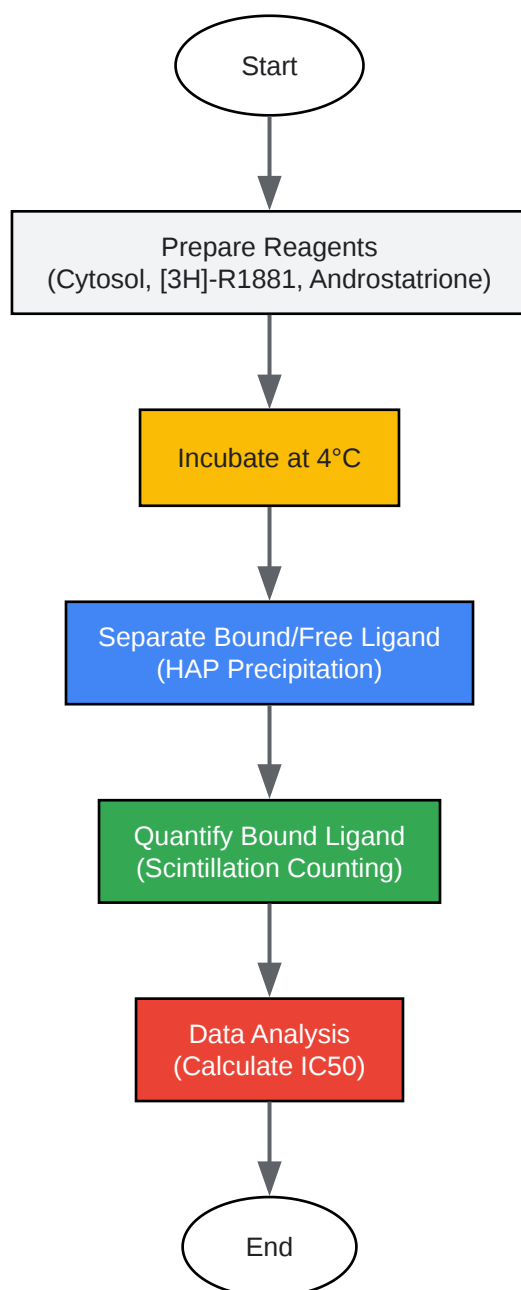 Start
Prepare Reagents
(Cytosol, [3H]-R1881, Androstatrione)
Incubate at 4°C
Separate Bound/Free Ligand
(HAP Precipitation)
Quantify Bound Ligand
(Scintillation Counting)
Data Analysis
(Calculate IC50)
End